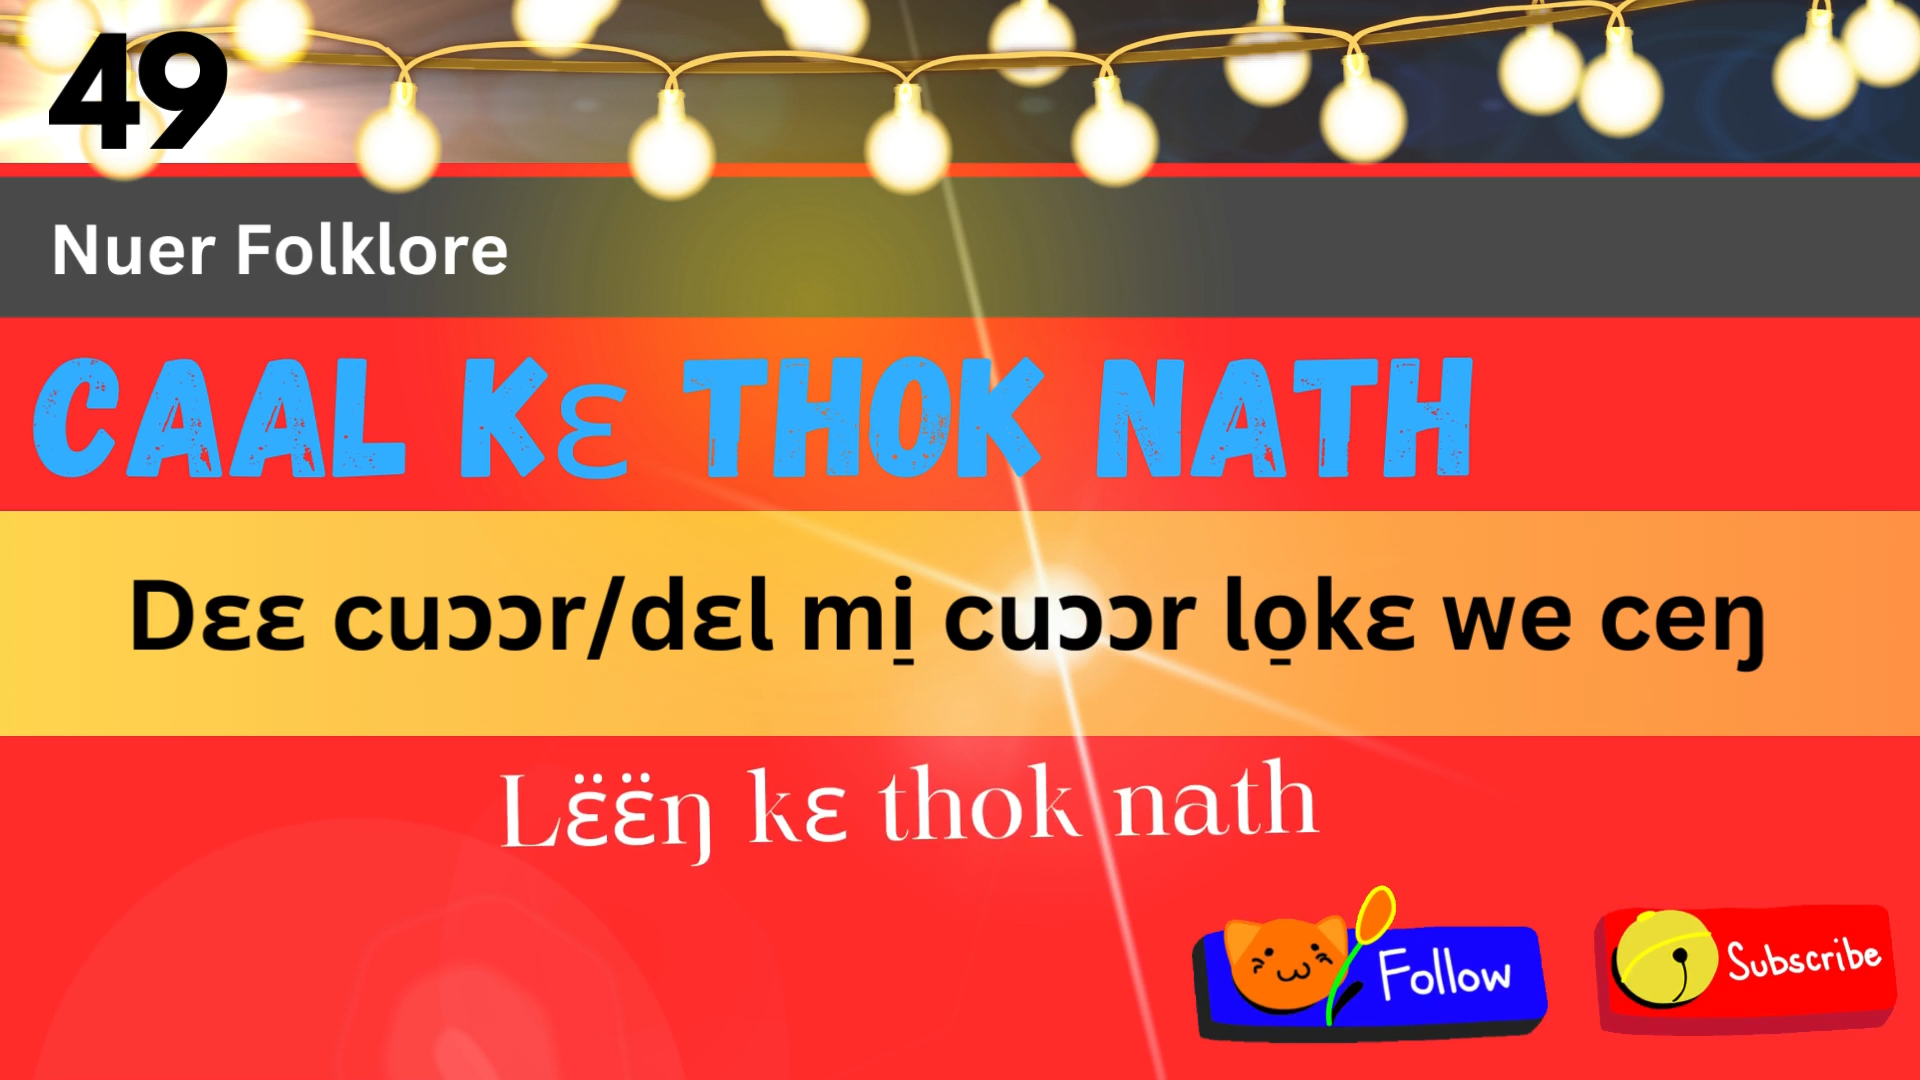 49
Nuer Folklore
CAAL Kɛ THOK NATH
Dɛɛ cuɔɔr/dɛl mi̱ cuɔɔr lo̱kɛ we ceŋ
Lɛ̈ɛ̈ŋ kɛ thok nath
Follow
Subscribe